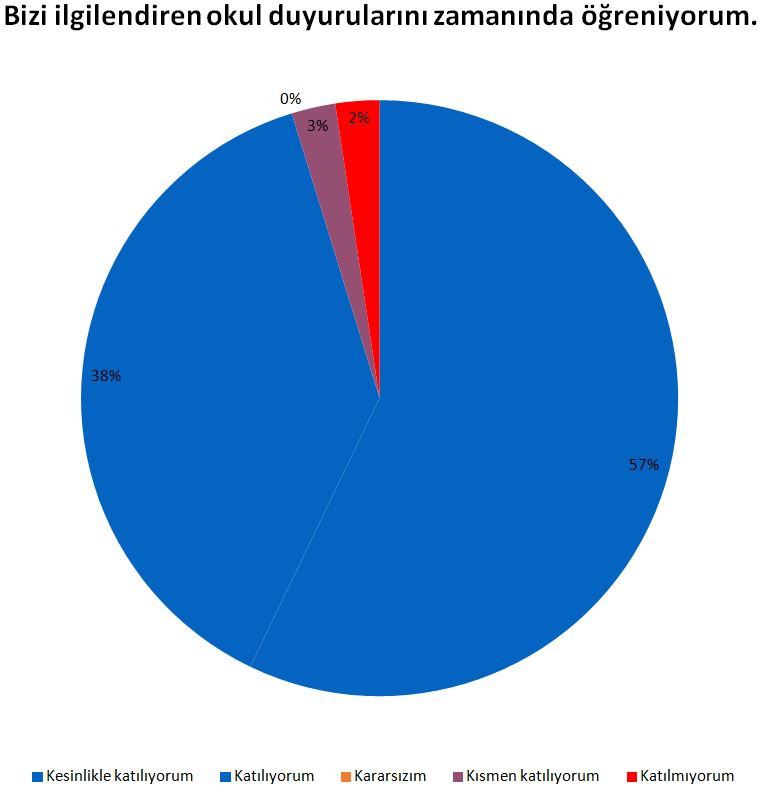 Bizi ilgilendiren okul duyurularını zamanında öğreniyorum.
0%
3%
2%
38%
57%
Kesinlikle katılıyorum Katılıyorum Kararsızım Kısmen katılıyorum Katılmıyorum